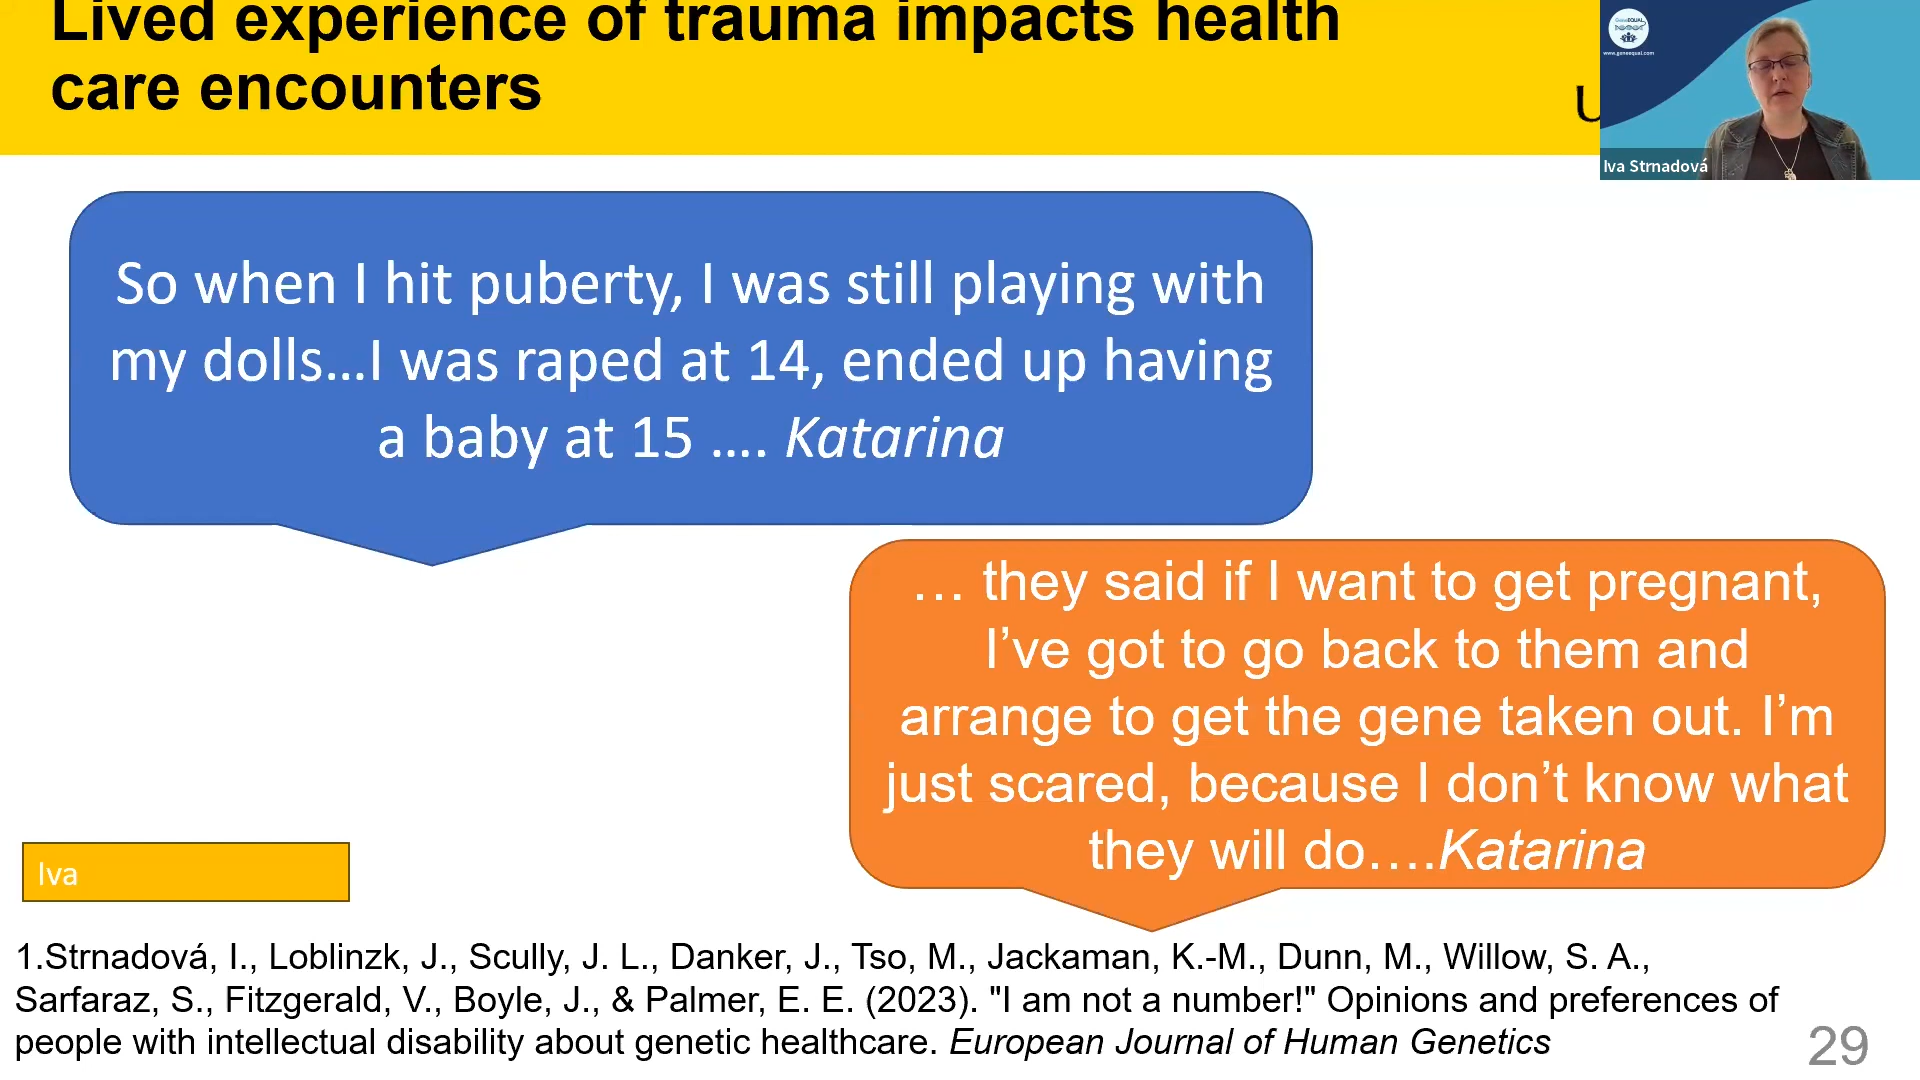 Lived experience of trauma impacts health
care encounters
GeneEQUAL
www.geneequal.com
U
Iva Strnadová
So when I hit puberty, I was still playing with
my dolls…I was raped at 14, ended up having
a baby at 15 …. Katarina
… they said if I want to get pregnant,
I’ve got to go back to them and
arrange to get the gene taken out. I’m
just scared, because I don’t know what
they will do….Katarina
Iva
1.Strnadová, I., Loblinzk, J., Scully, J. L., Danker, J., Tso, M., Jackaman, K.-M., Dunn, M., Willow, S. A.,
Sarfaraz, S., Fitzgerald, V., Boyle, J., & Palmer, E. E. (2023). "I am not a number!" Opinions and preferences of
people with intellectual disability about genetic healthcare. European Journal of Human Genetics
29